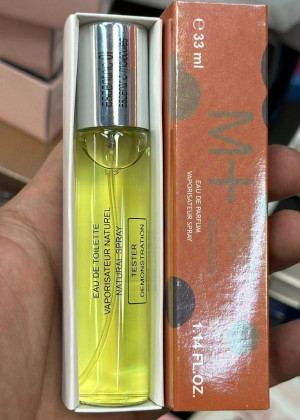 EAU DE TOILETTE
VAPORISATEUR NATUREL
NATURAL SPRAY
TESTER
DEMONSTRATION
℮ 33 ml
M+
EAU DE PARFUM
VAPORISATEUR SPRAY
1.14 FL.OZ.